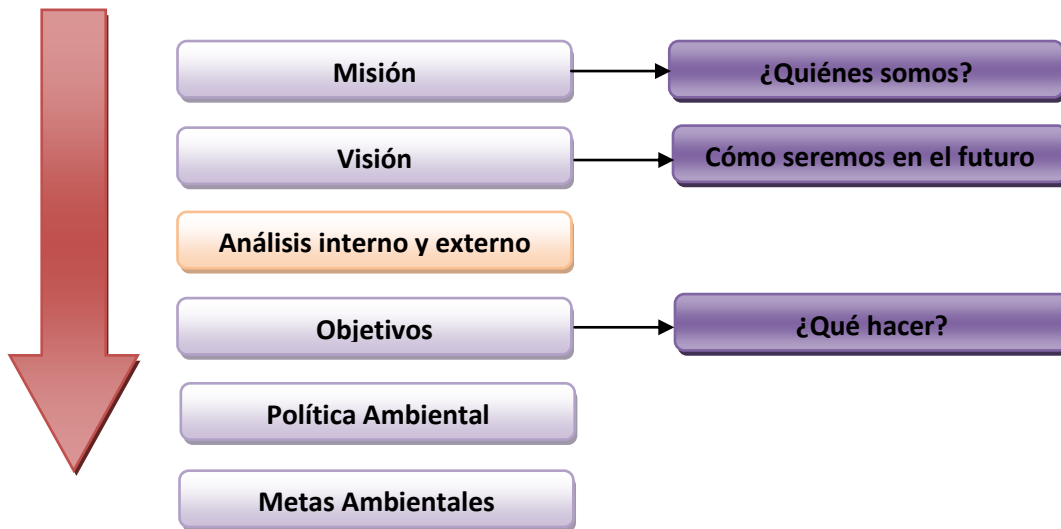 Misión
¿Quiénes somos?
Visión
Cómo seremos en el futuro
Análisis interno y externo
Objetivos
¿Qué hacer?
Política Ambiental
Metas Ambientales